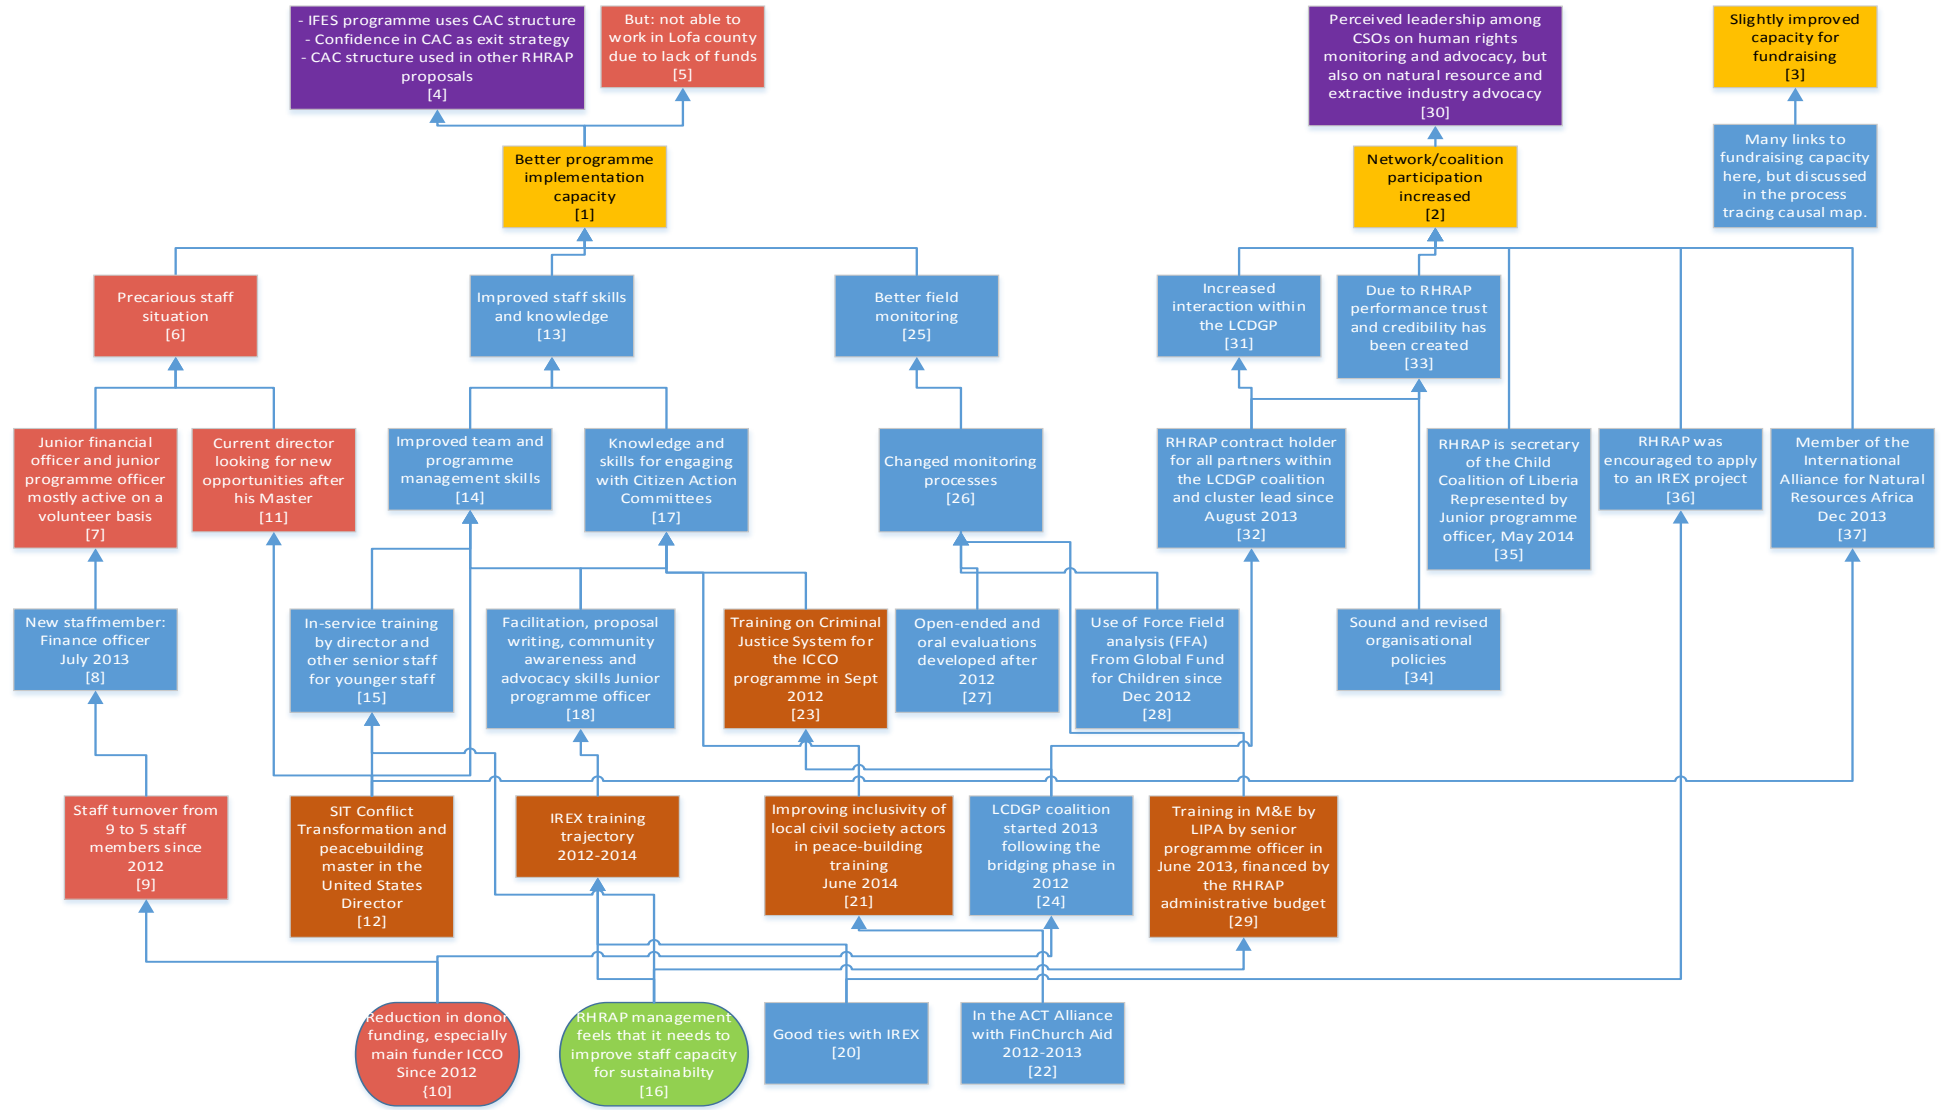 - IFES programme uses CAC structure
- Confidence in CAC as exit strategy
- CAC structure used in other RHRAP
proposals
[4]
But: not able to
work in Lofa county
due to lack of funds
[5]
Perceived leadership among
CSOs on human rights
monitoring and advocacy, but
also on natural resource and
extractive industry advocacy
[30]
Slightly improved
capacity for
fundraising
[3]
Better programme
implementation
capacity
[1]
Network/coalition
participation
increased
[2]
Many links to
fundraising capacity
here, but discussed
in the process
tracing causal map.
Precarious staff
situation
[6]
Improved staff skills
and knowledge
[13]
Better field
monitoring
[25]
Increased
interaction within
the LCDGP
[31]
Due to RHRAP
performance trust
and credibility has
been created
[33]
Junior financial
officer and junior
programme officer
mostly active on a
volunteer basis
[7]
Current director
looking for new
opportunities after
his Master
[11]
Improved team and
programme
management skills
[14]
Knowledge and
skills for engaging
with Citizen Action
Committees
[17]
Changed monitoring
processes
[26]
RHRAP contract holder
for all partners within
the LCDGP coalition
and cluster lead since
August 2013
[32]
RHRAP is secretary
of the Child
Coalition of Liberia
Represented by
Junior programme
officer, May 2014
[35]
RHRAP was
encouraged to apply
to an IREX project
[36]
Member of the
International
Alliance for Natural
Resources Africa
Dec 2013
[37]
New staffmember:
Finance officer
July 2013
[8]
In-service training
by director and
other senior staff
for younger staff
[15]
Facilitation, proposal
writing, community
awareness and
advocacy skills Junior
programme officer
[18]
Training on Criminal
Justice System for
the ICCO
programme in Sept
2012
[23]
Open-ended and
oral evaluations
developed after
2012
[27]
Use of Force Field
analysis (FFA)
From Global Fund
for Children since
Dec 2012
[28]
Sound and revised
organisational
policies
[34]
Staff turnover from
9 to 5 staff
members since
2012
[9]
SIT Conflict
Transformation and
peacebuilding
master in the
United States
Director
[12]
IREX training
trajectory
2012-2014
Improving inclusivity of
local civil society actors
in peace-building
training
June 2014
[21]
LCDGP coalition
started 2013
following the
bridging phase in
2012
[24]
Training in M&E by
LIPA by senior
programme officer in
June 2013, financed by
the RHRAP
administrative budget
[29]
Reduction in donor
funding, especially
main funder ICCO
Since 2012
{10]
RHRAP management
feels that it needs to
improve staff capacity
for sustainabilty
[16]
Good ties with IREX
[20]
In the ACT Alliance
with FinChurch Aid
2012-2013
[22]